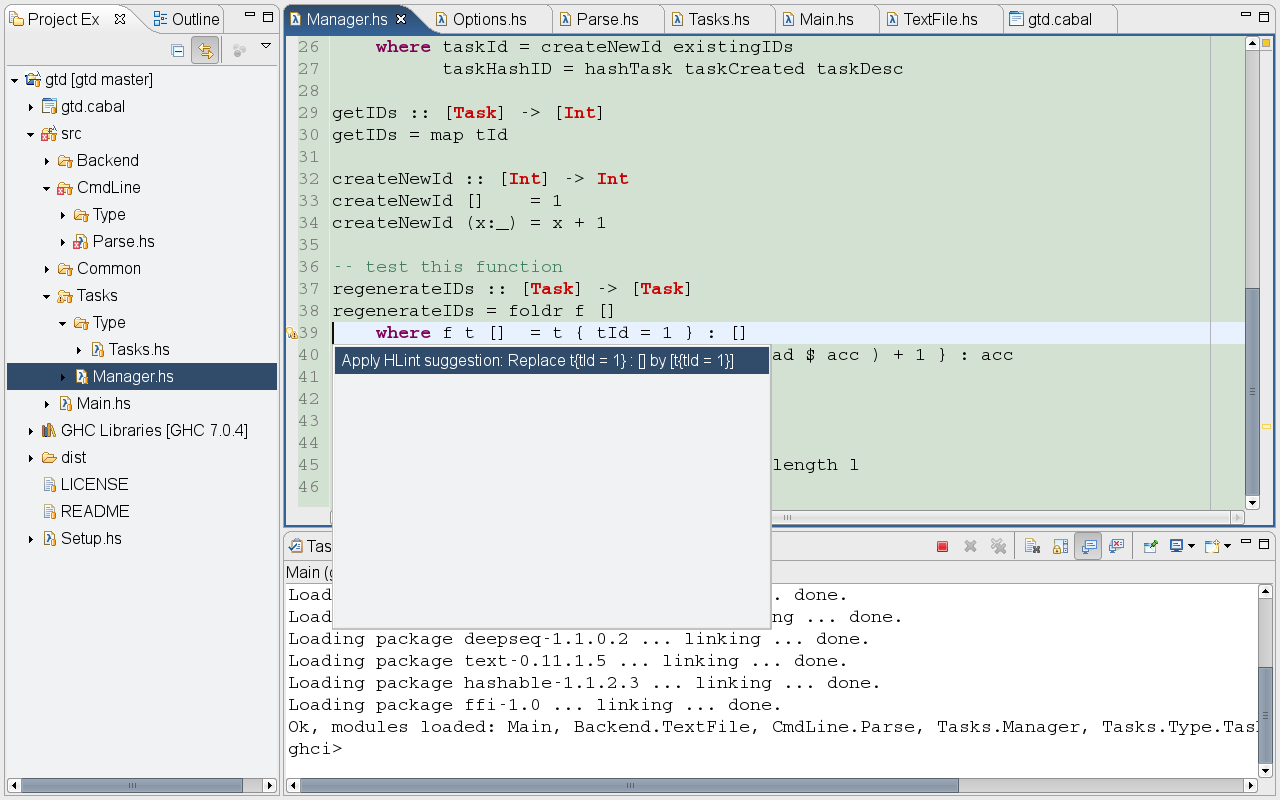 Project Ex
Outline
gtd [gtd master]
gtd.cabal
src
Backend
CmdLine
Type
Parse.hs
Common
Tasks
Type
Tasks.hs
Manager.hs
Main.hs
GHC Libraries [GHC 7.0.4]
dist
LICENSE
README
Setup.hs
Manager.hs
Options.hs
Parse.hs
Tasks.hs
Main.hs
TextFile.hs
gtd.cabal
26 where taskId = createNewId existingIDs
27 taskHashID = hashTask taskCreated taskDesc
28
29 getIDs :: [Task] -> [Int]
30 getIDs = map tId
31
32 createNewId :: [Int] -> Int
33 createNewId [] = 1
34 createNewId (x:_) = x + 1
35
36 -- test this function
37 regenerateIDs :: [Task] -> [Task]
38 regenerateIDs = foldr f []
39 where f t [] = t { tId = 1 } : []
40 ad $ acc ) + 1 } : acc
Apply HLint suggestion: Replace t{tId = 1} : [] by [t{tId = 1}]
41
42
43
44
45 length l
46
Tas
Main (g
Load . done.
Load ng ... done.
Loading package deepseq-1.1.0.2 ... linking ... done.
Loading package text-0.11.1.5 ... linking ... done.
Loading package hashable-1.1.2.3 ... linking ... done.
Loading package ffi-1.0 ... linking ... done.
Ok, modules loaded: Main, Backend.TextFile, CmdLine.Parse, Tasks.Manager, Tasks.Type.Task
ghci>